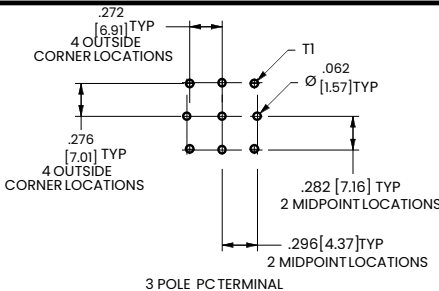 .272
[6.91] TYP
4 OUTSIDE
CORNER LOCATIONS
T1
Ø .062
[1.57] TYP
.276
[7.01] TYP
4 OUTSIDE
CORNER LOCATIONS
.282 [7.16] TYP
2 MIDPOINT LOCATIONS
.296[4.37]TYP
2 MIDPOINT LOCATIONS
3 POLE PC TERMINAL